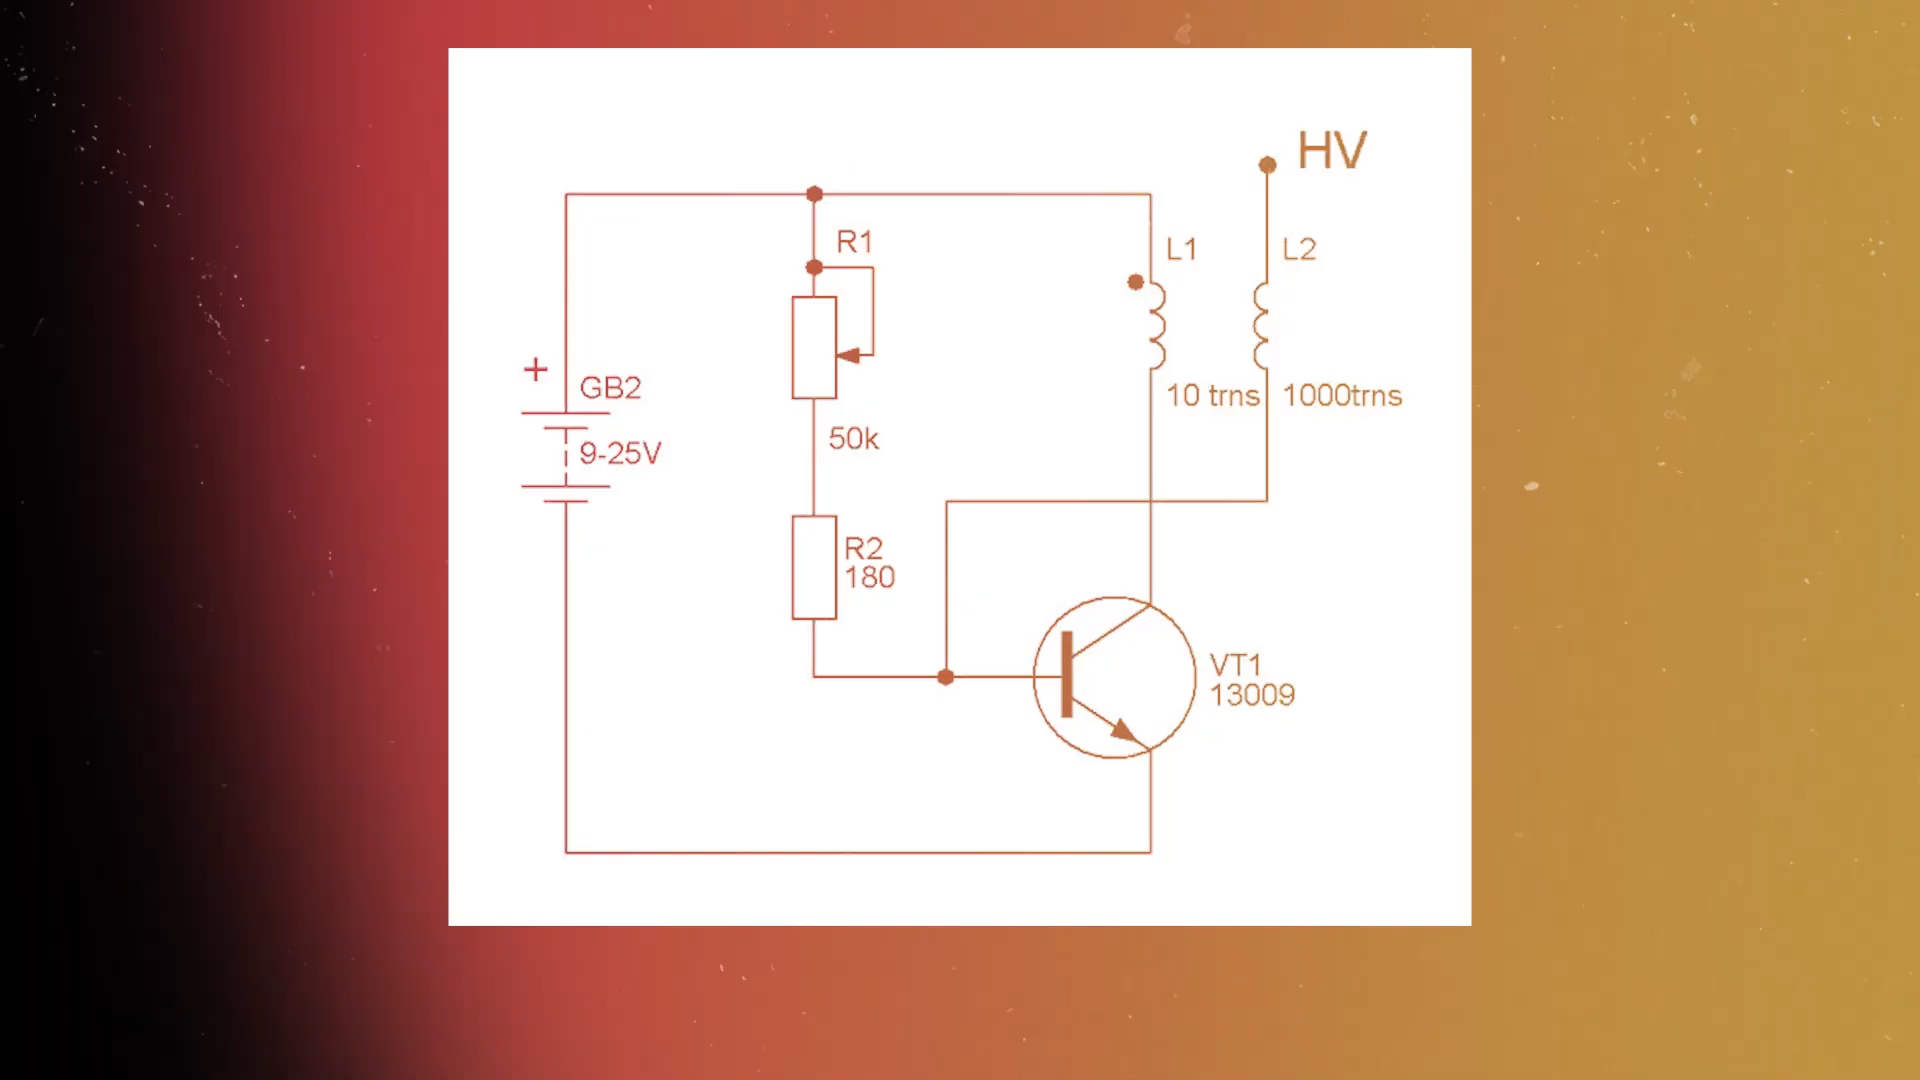 HV
R1
L1
L2
+
GB2
10 trns
1000trns
50k
9-25V
R2
180
VT1
13009